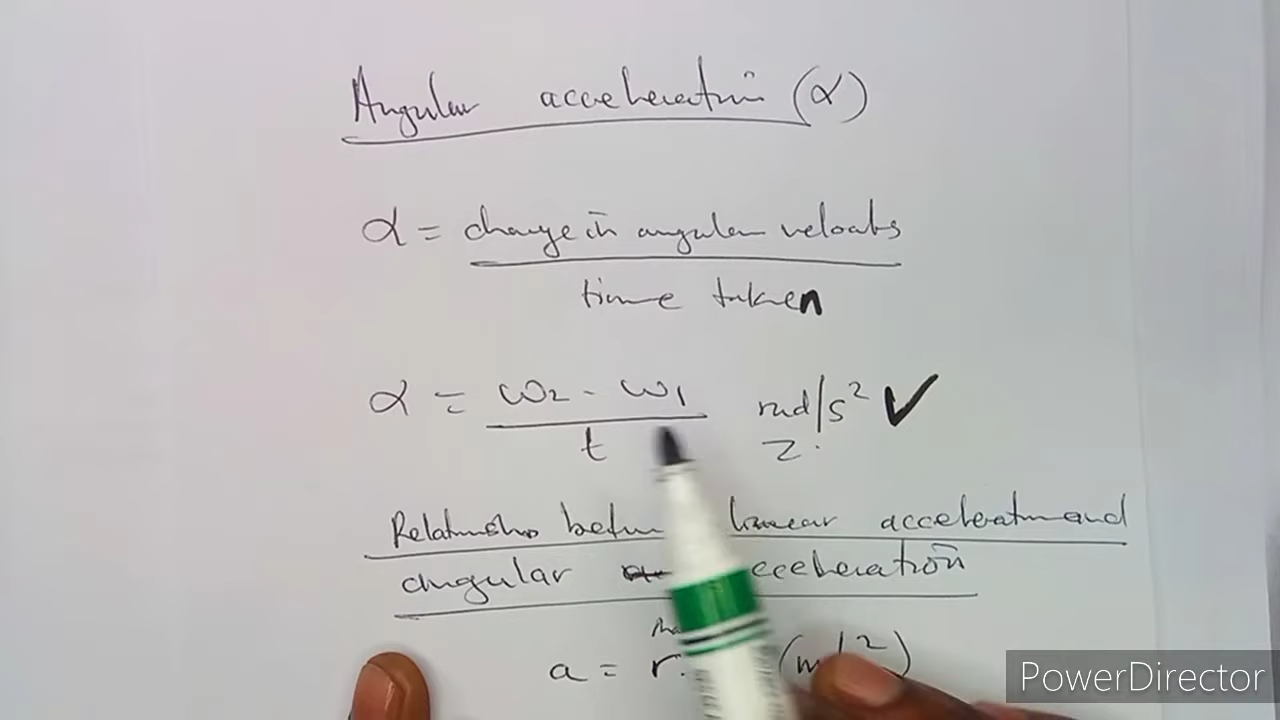 Angular acceleration (α)
α = change in angular velocity
time taken
α = ω2 - ω1 rad/s² ✓
t
Relationship between linear acceleration and
angular acceleration
a = r. (m/ 2)
PowerDirector